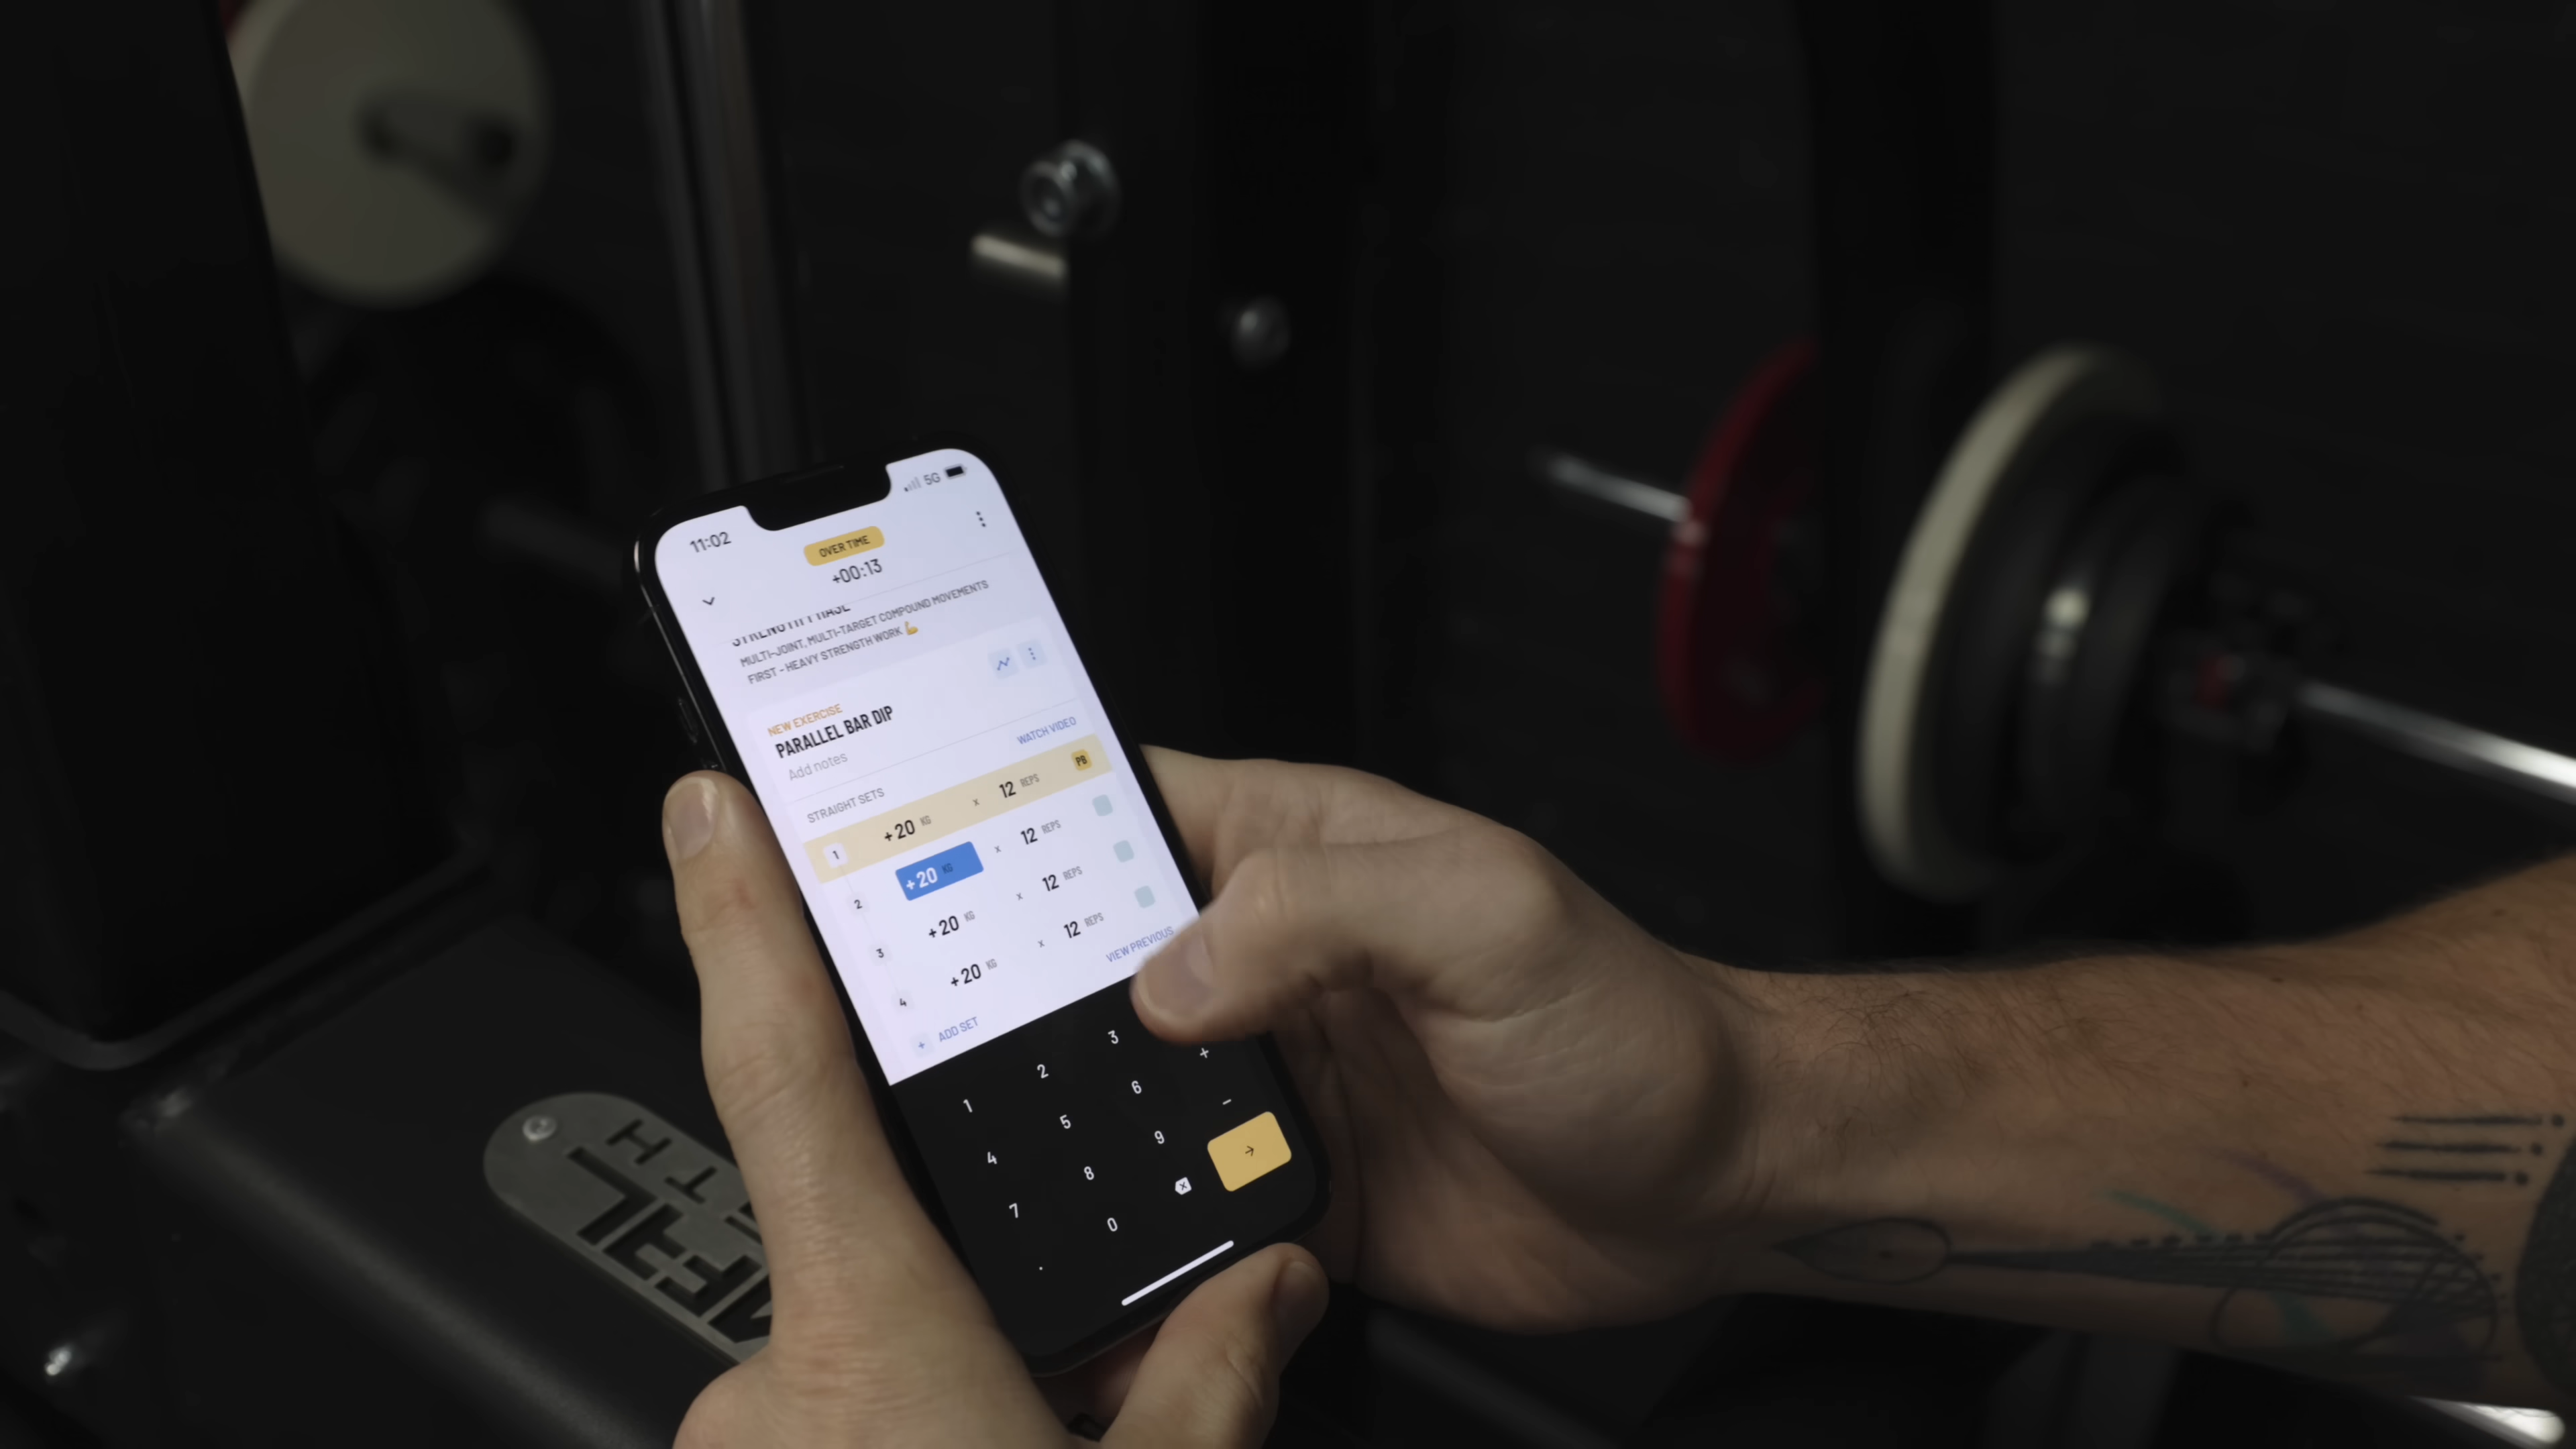 11:02
5G
OVER TIME
+00:13
STRENGTH PHASE
MULTI-JOINT, MULTI-TARGET COMPOUND MOVEMENTS
FIRST - HEAVY STRENGTH WORK 💪
NEW EXERCISE
PARALLEL BAR DIP
Add notes
WATCH VIDEO
STRAIGHT SETS
1 +20 KG x 12 REPS PB
2 +20 KG x 12 REPS
3 +20 KG x 12 REPS
4 +20 KG x 12 REPS
VIEW PREVIOUS
+ ADD SET
1 2 3 +
4 5 6 −
7 8 9 →
. 0